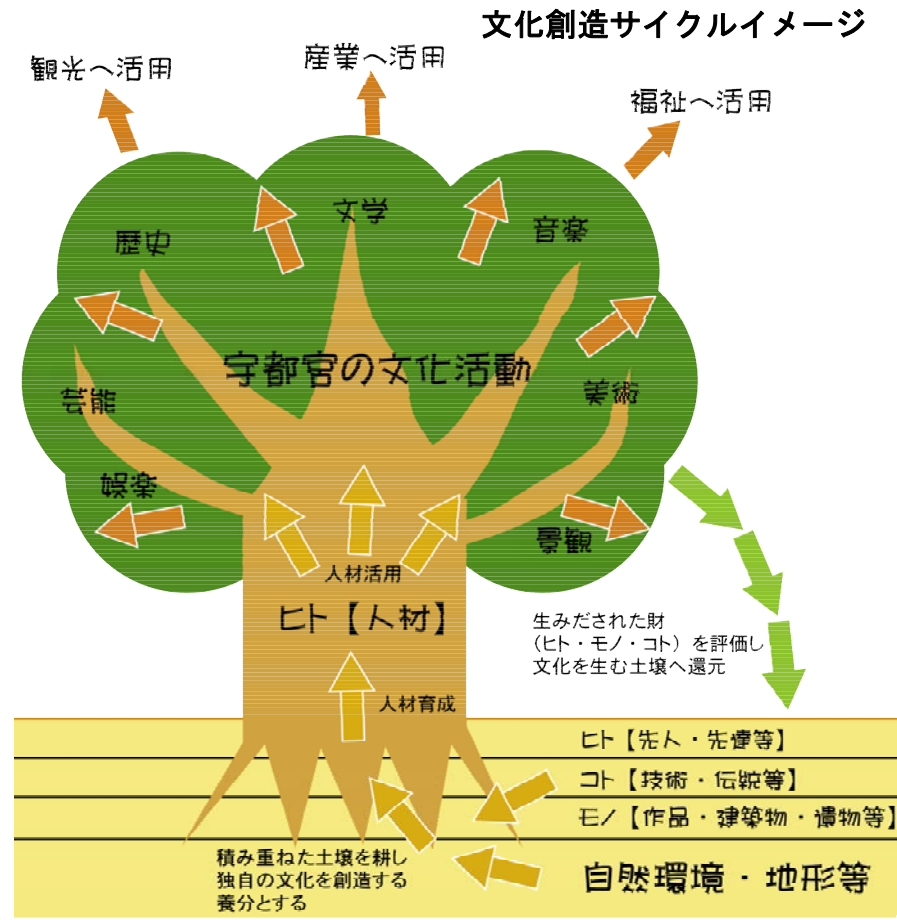 文化創造サイクルイメージ
観光へ活用
産業へ活用
福祉へ活用
文学
歴史
音楽
宇都宮の文化活動
芸能
美術
娯楽
景観
人材活用
ヒト【人材】
生みだされた財
（ヒト・モノ・コト）を評価し
文化を生む土壌へ還元
人材育成
ヒト【先人・先達等】
コト【技術・伝統等】
モノ【作品・建築物・遺物等】
積み重ねた土壌を耕し
独自の文化を創造する
養分とする
自然環境・地形等